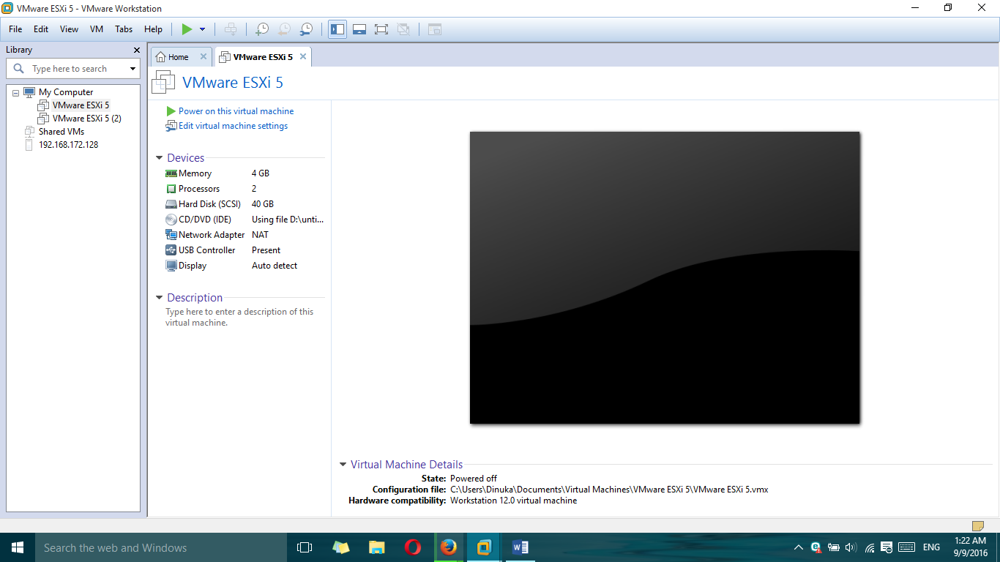 VMware ESXi 5 - VMware Workstation
File Edit View VM Tabs Help
Library
Type here to search
My Computer
VMware ESXi 5
VMware ESXi 5 (2)
Shared VMs
192.168.172.128
Home
VMware ESXi 5
VMware ESXi 5
Power on this virtual machine
Edit virtual machine settings
Devices
Memory 4 GB
Processors 2
Hard Disk (SCSI) 40 GB
CD/DVD (IDE) Using file D:\unti...
Network Adapter NAT
USB Controller Present
Display Auto detect
Description
Type here to enter a description of this
virtual machine.
Virtual Machine Details
State: Powered off
Configuration file: C:\Users\Dinuka\Documents\Virtual Machines\VMware ESXi 5\VMware ESXi 5.vmx
Hardware compatibility: Workstation 12.0 virtual machine
Search the web and Windows
ENG
1:22 AM
9/9/2016